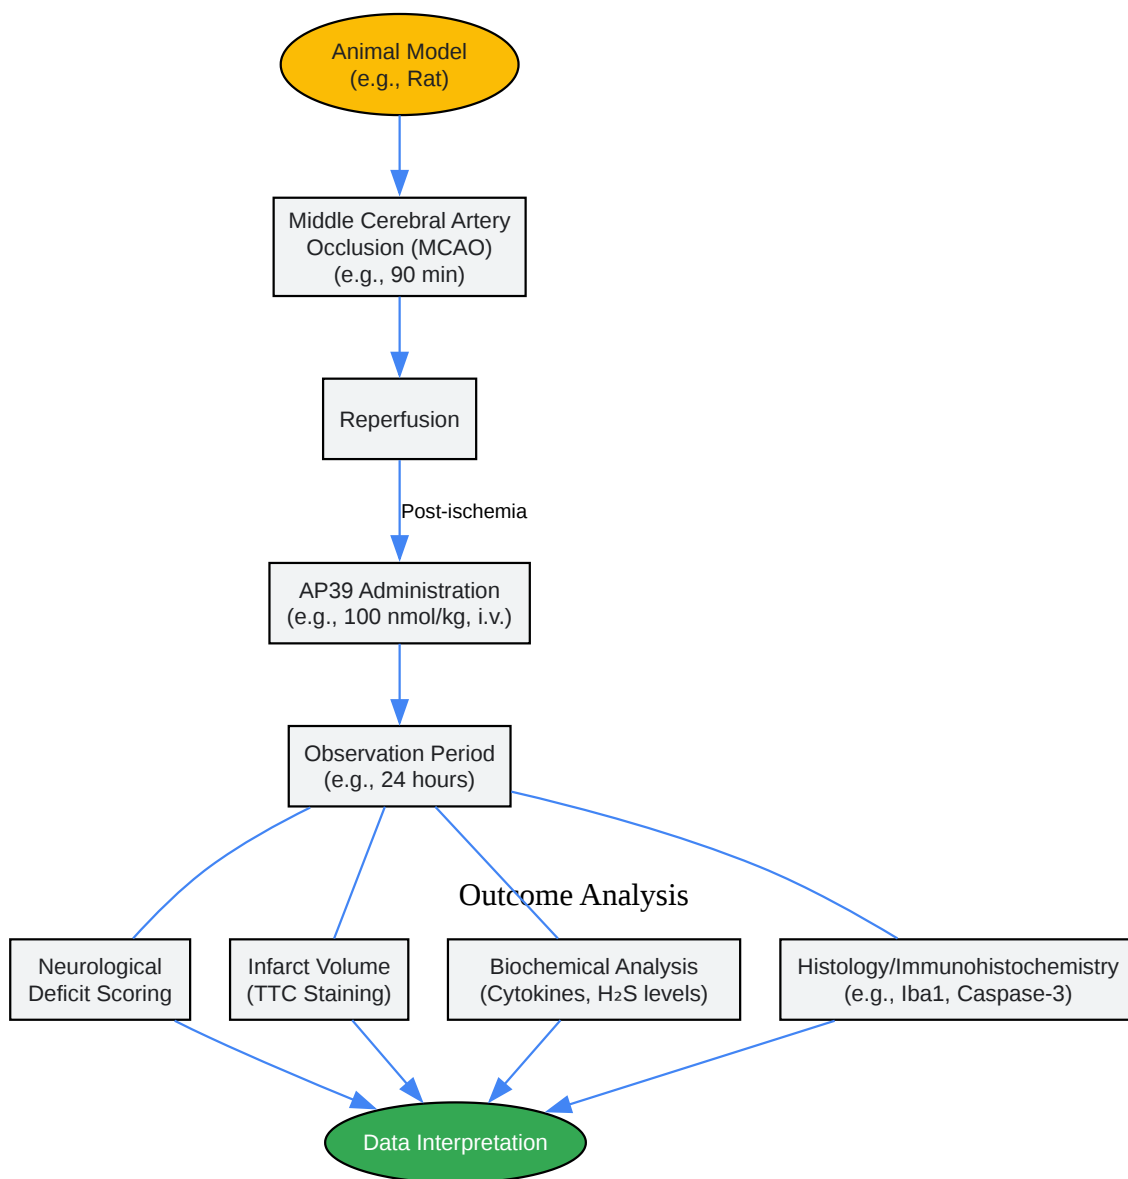 Animal Model
(e.g., Rat)
Middle Cerebral Artery
Occlusion (MCAO)
(e.g., 90 min)
Reperfusion
Post-ischemia
AP39 Administration
(e.g., 100 nmol/kg, i.v.)
Observation Period
(e.g., 24 hours)
Outcome Analysis
Neurological
Deficit Scoring
Infarct Volume
(TTC Staining)
Biochemical Analysis
(Cytokines, H₂S levels)
Histology/Immunohistochemistry
(e.g., Iba1, Caspase-3)
Data Interpretation